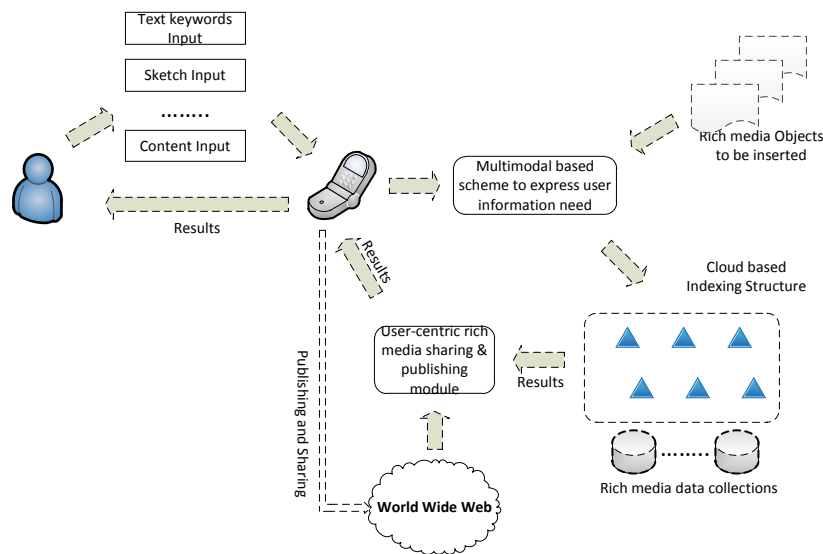 Text keywords
Input
Sketch Input
........
Content Input
Rich media Objects
to be inserted
Multimodal based
scheme to express user
information need
Results
Results
Cloud based
Indexing Structure
User-centric rich
media sharing &
publishing
module
Results
Publishing and Sharing
........
Rich media data collections
World Wide Web